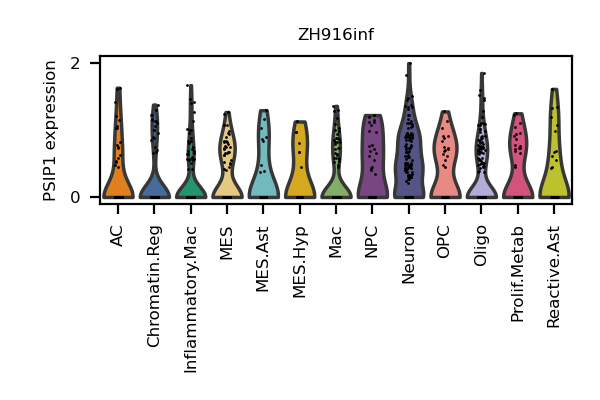 ZH916inf
PSIP1 expression
2
0
AC
Chromatin.Reg
Inflammatory.Mac
MES
MES.Ast
MES.Hyp
Mac
NPC
Neuron
OPC
Oligo
Prolif.Metab
Reactive.Ast